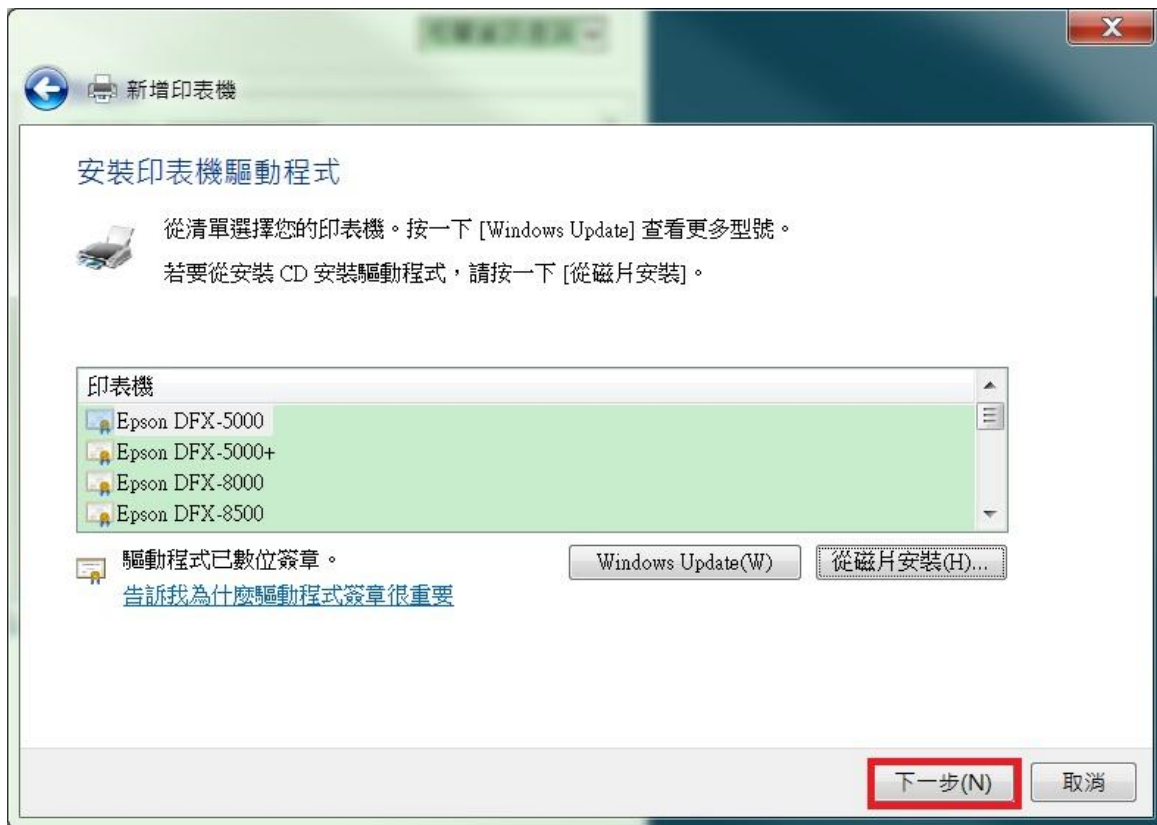 新增印表機
安裝印表機驅動程式
從清單選擇您的印表機。按一下 [Windows Update] 查看更多型號。
若要從安裝 CD 安裝驅動程式，請按一下 [從磁片安裝]。
印表機
Epson DFX-5000
Epson DFX-5000+
Epson DFX-8000
Epson DFX-8500
驅動程式已數位簽章。
Windows Update(W)
從磁片安裝(H)...
告訴我為什麼驅動程式簽章很重要
下一步(N)
取消